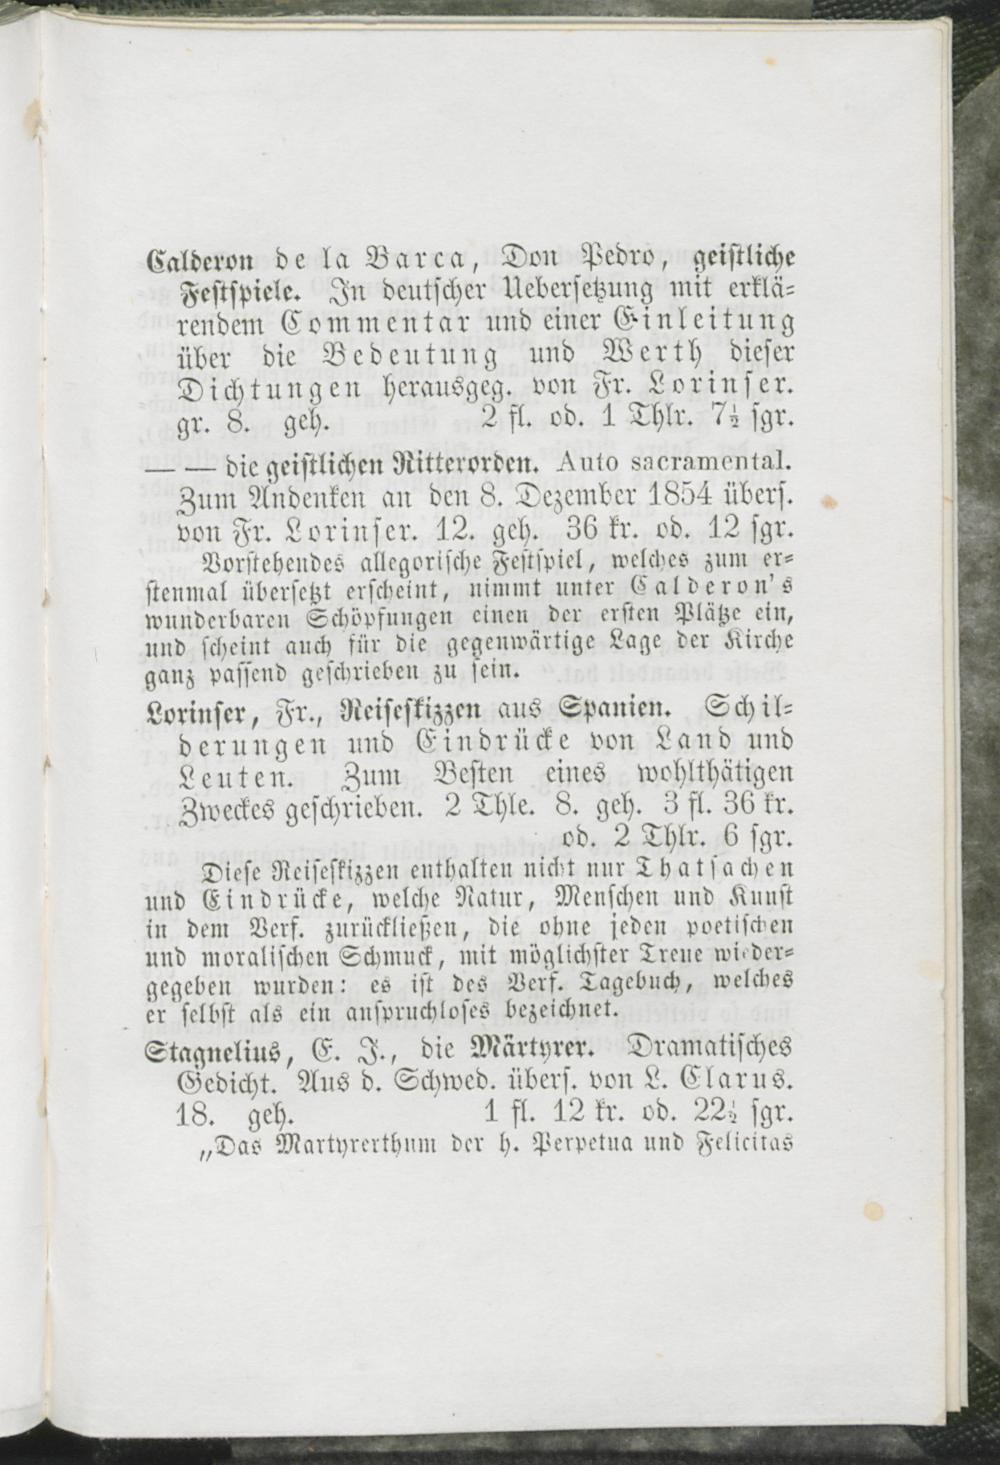 Calderon de la Barca, Don Pedro, geistliche
Festspiele. In deutscher Uebersetzung mit erklä-
rendem Commentar und einer Einleitung
über die Bedeutung und Werth dieser
Dichtungen herausgeg. von Fr. Lorinser.
gr. 8. geh. 2 fl. od. 1 Thlr. 7½ sgr.
— — die geistlichen Ritterorden. Auto sacramental.
Zum Andenken an den 8. Dezember 1854 übers.
von Fr. Lorinser. 12. geh. 36 kr. od. 12 sgr.
Vorstehendes allegorische Festspiel, welches zum er-
stenmal übersetzt erscheint, nimmt unter Calderon's
wunderbaren Schöpfungen einen der ersten Plätze ein,
und scheint auch für die gegenwärtige Lage der Kirche
ganz passend geschrieben zu sein.
Lorinser, Fr., Reiseskizzen aus Spanien. Schil-
derungen und Eindrücke von Land und
Leuten. Zum Besten eines wohlthätigen
Zweckes geschrieben. 2 Thle. 8. geh. 3 fl. 36 kr.
od. 2 Thlr. 6 sgr.
Diese Reiseskizzen enthalten nicht nur Thatsachen
und Eindrücke, welche Natur, Menschen und Kunst
in dem Verf. zurückließen, die ohne jeden poetischen
und moralischen Schmuck, mit möglichster Treue wieder-
gegeben wurden: es ist des Verf. Tagebuch, welches
er selbst als ein anspruchloses bezeichnet.
Stagnelius, E. J., die Märtyrer. Dramatisches
Gedicht. Aus d. Schwed. übers. von L. Clarus.
18. geh. 1 fl. 12 kr. od. 22½ sgr.
„Das Martyrerthum der h. Perpetua und Felicitas